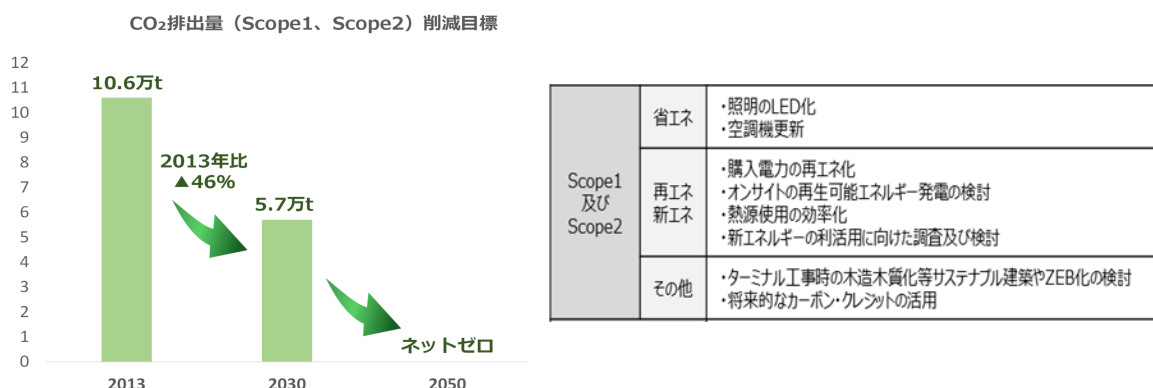 CO₂排出量（Scope1、Scope2）削減目標
12
11
10
9
8
7
6
5
4
3
2
1
0
10.6万t
2013年比
▲46%
5.7万t
ネットゼロ
2013
2030
2050
Scope1
及び
Scope2
省エネ
・照明のLED化
・空調機更新
再エネ
新エネ
・購入電力の再エネ化
・オンサイトの再生可能エネルギー発電の検討
・熱源使用の効率化
・新エネルギーの利活用に向けた調査及び検討
その他
・ターミナル工事時の木造木質化等サステナブル建築やZEB化の検討
・将来的なカーボン・クレジットの活用